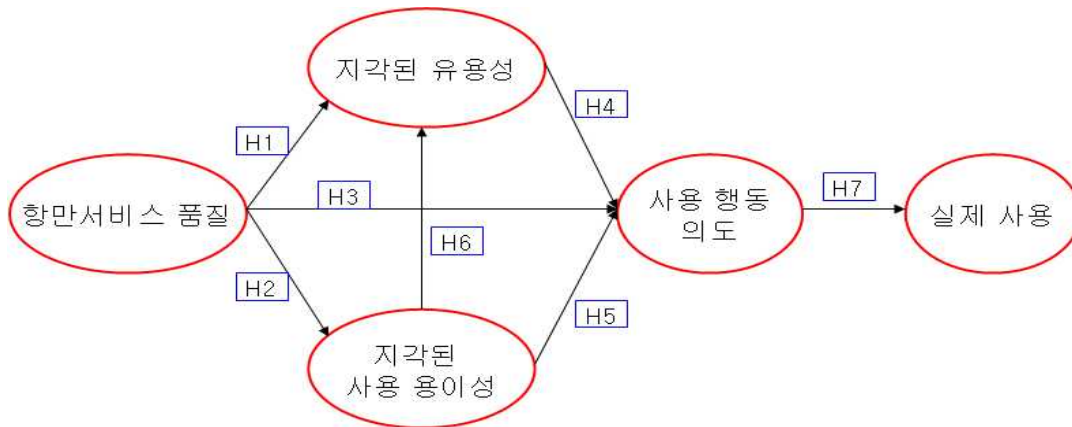 지각된 유용성
H4
H1
항만서비스 품질
H3
사용 행동
의도
H7
실제 사용
H6
H2
H5
지각된
사용 용이성